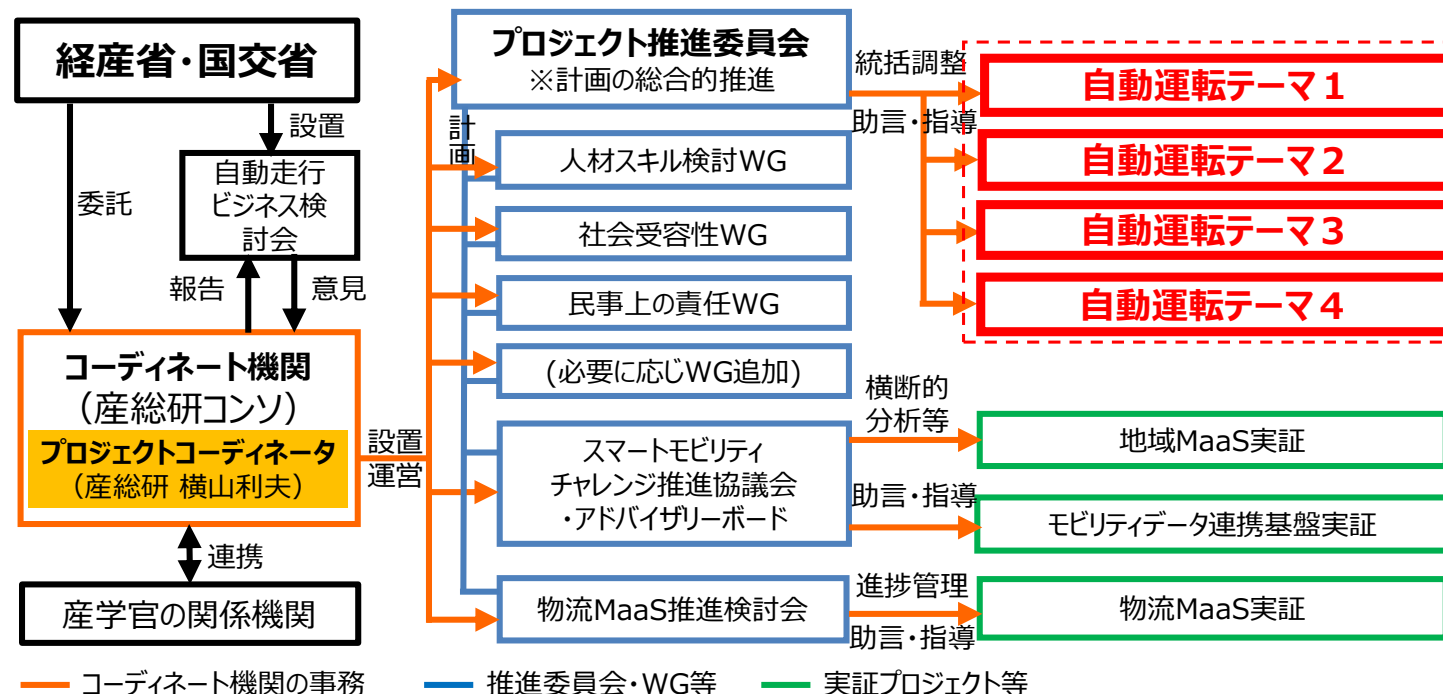 経産省・国交省
設置
委託
自動走行
ビジネス検
討会
報告
意見
コーディネート機関
（産総研コンソ）
プロジェクトコーディネータ
（産総研 横山利夫）
連携
産学官の関係機関
設置
運営
プロジェクト推進委員会
※計画の総合的推進
計画
人材スキル検討WG
社会受容性WG
民事上の責任WG
(必要に応じWG追加)
スマートモビリティ
チャレンジ推進協議会
・アドバイザリーボード
物流MaaS推進検討会
統括調整
助言・指導
自動運転テーマ１
自動運転テーマ２
自動運転テーマ３
自動運転テーマ４
横断的
分析等
地域MaaS実証
助言・指導
モビリティデータ連携基盤実証
進捗管理
助言・指導
物流MaaS実証
コーディネート機関の事務
推進委員会・WG等
実証プロジェクト等